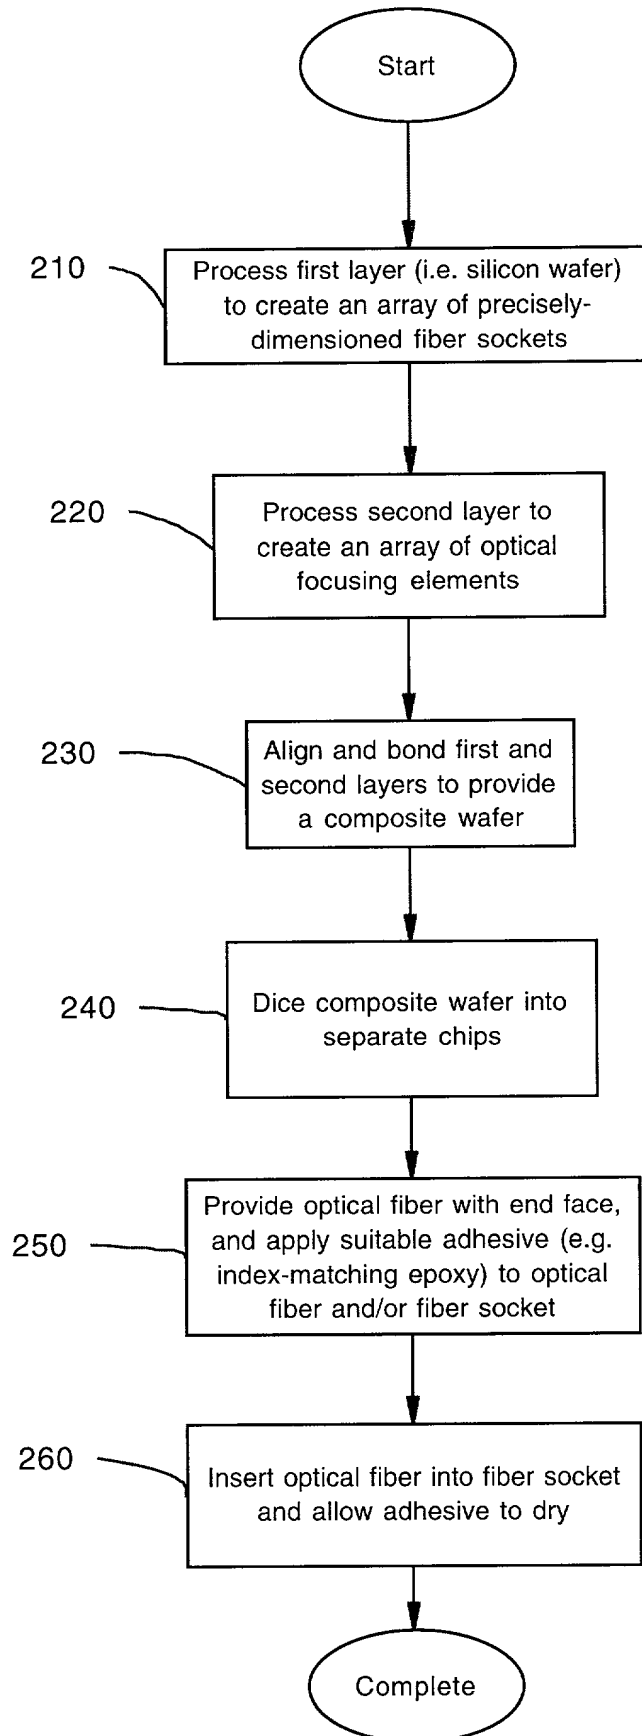 Start
210
Process first layer (i.e. silicon wafer)
to create an array of precisely-
dimensioned fiber sockets
220
Process second layer to
create an array of optical
focusing elements
230
Align and bond first and
second layers to provide
a composite wafer
240
Dice composite wafer into
separate chips
250
Provide optical fiber with end face,
and apply suitable adhesive (e.g.
index-matching epoxy) to optical
fiber and/or fiber socket
260
Insert optical fiber into fiber socket
and allow adhesive to dry
Complete